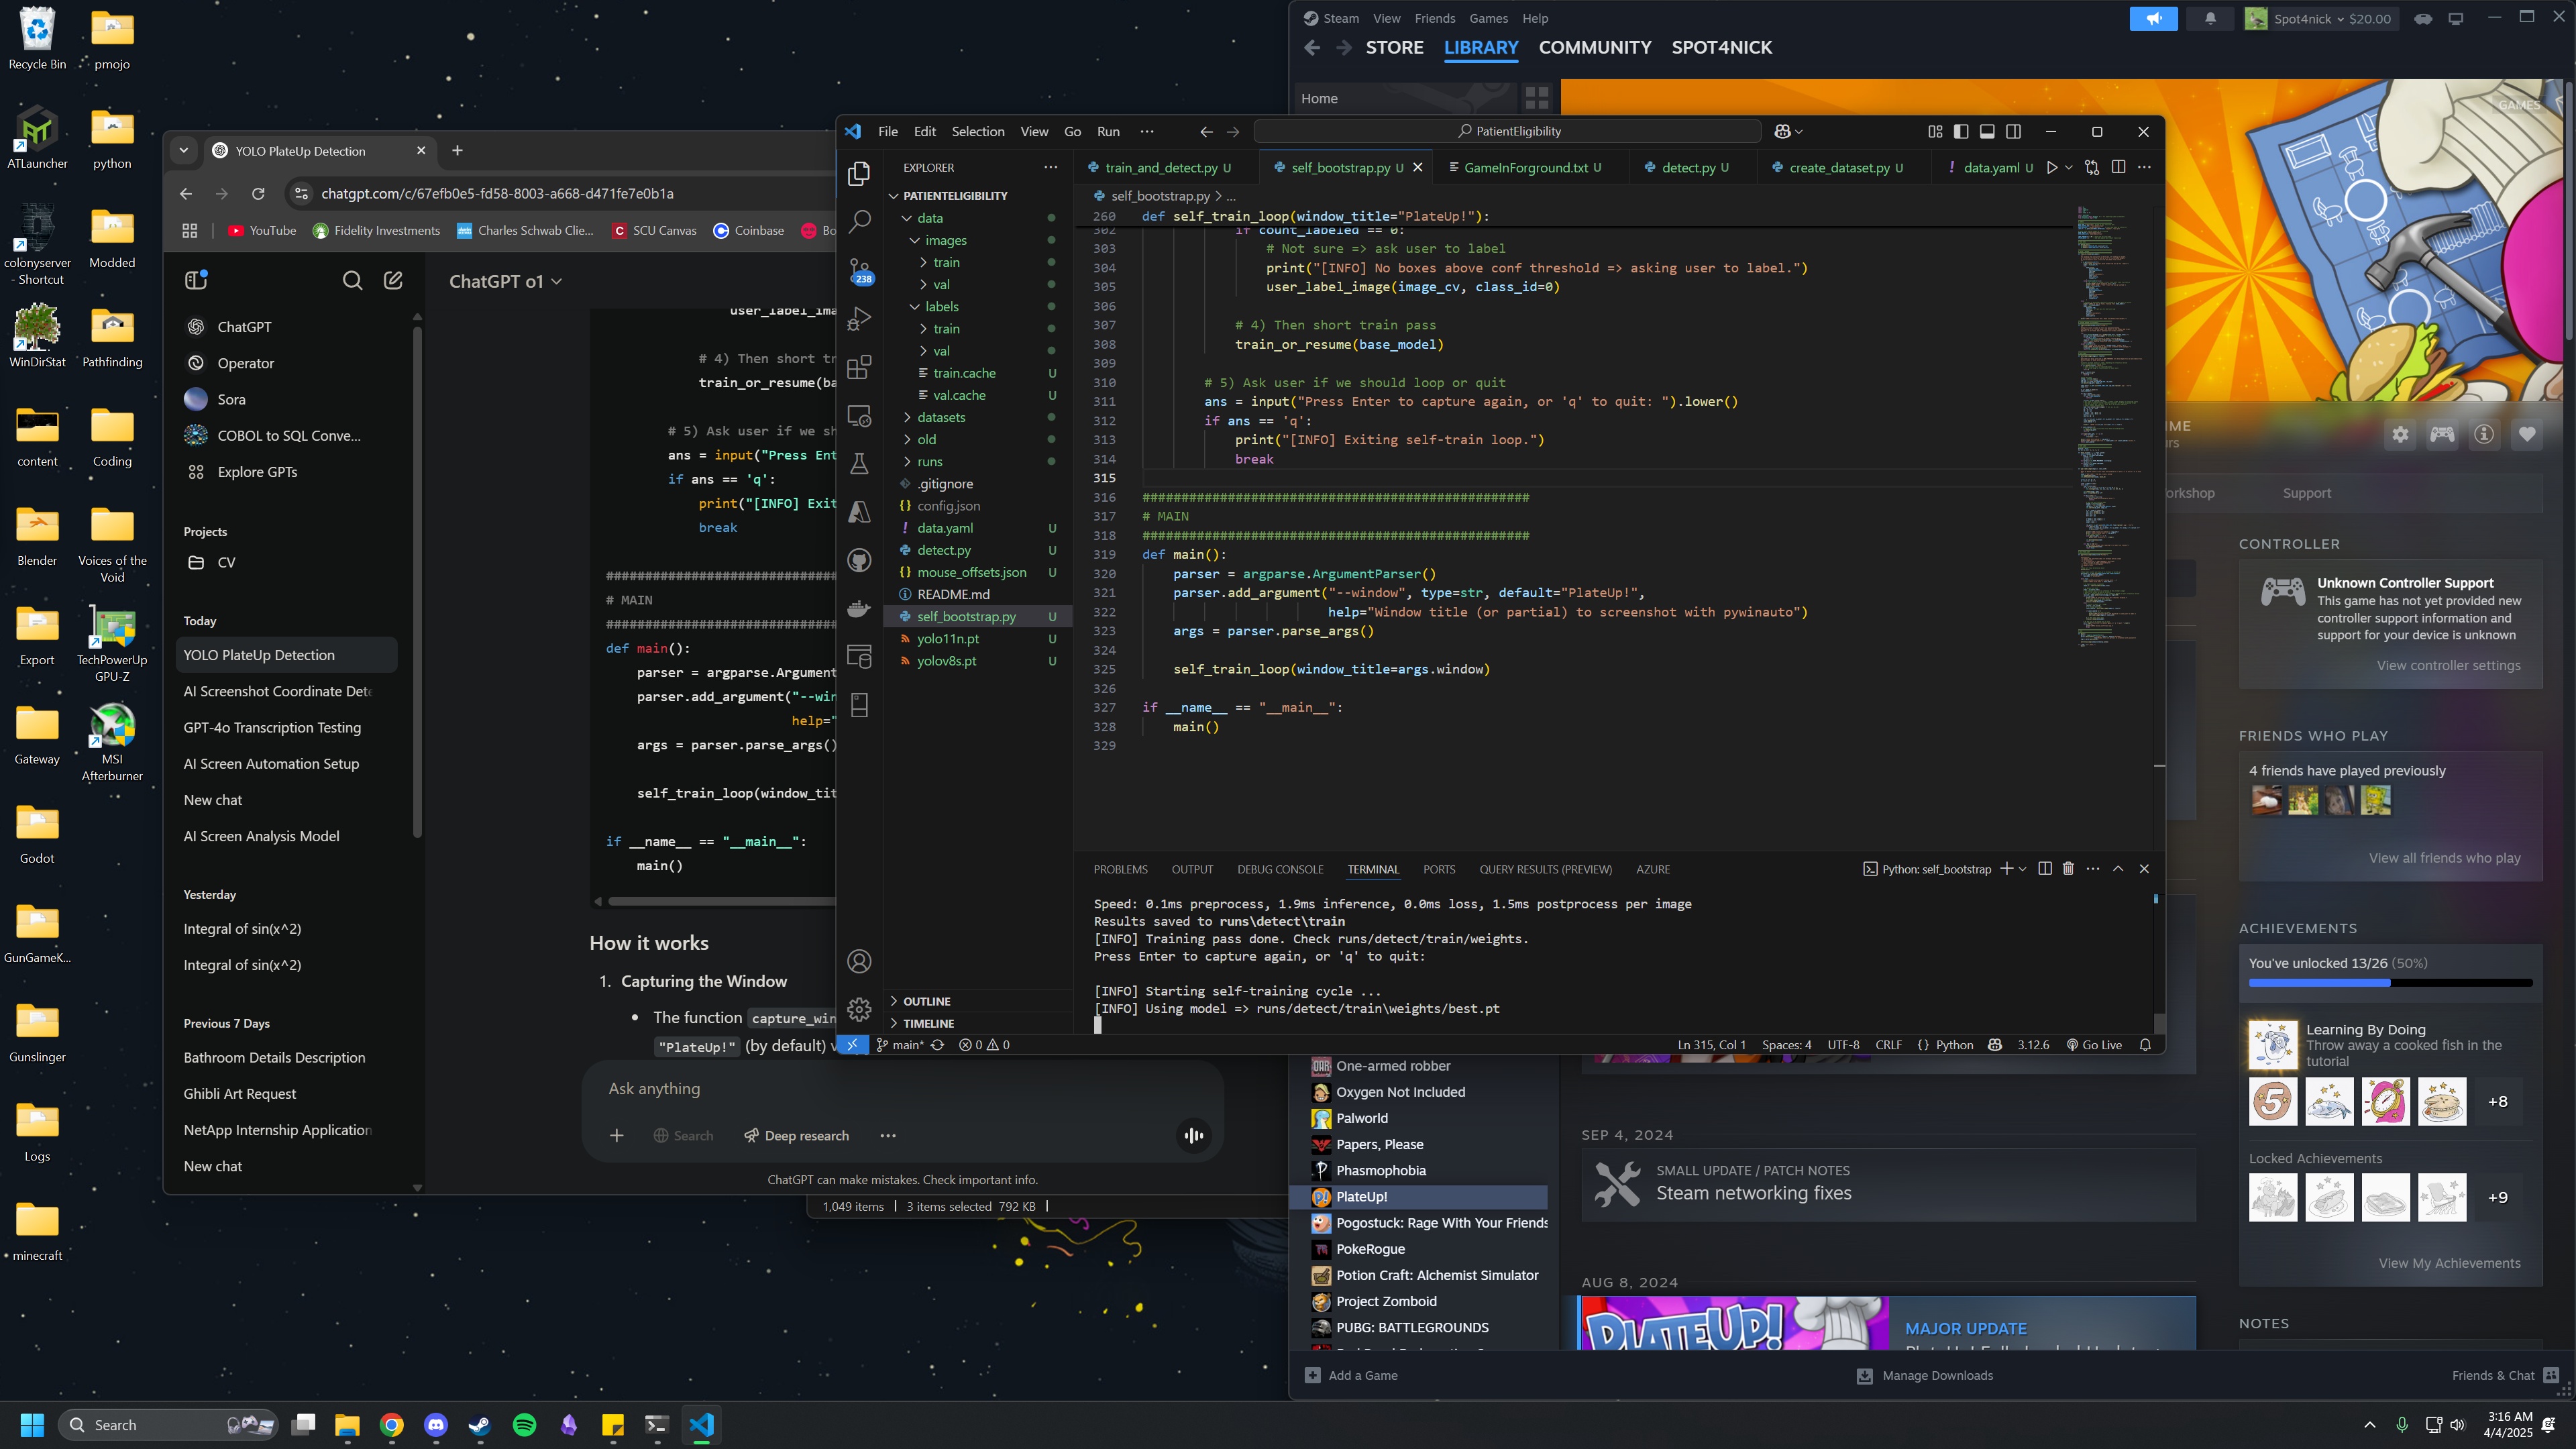 Recycle Bin
pmojo
ATLauncher
python
colonyserver
- Shortcut
Modded
WinDirStat
Pathfinding
content
Coding
Blender
Voices of the
Void
Export
TechPowerUp
GPU-Z
Gateway
MSI
Afterburner
Godot
GunGameK...
Gunslinger
Logs
minecraft
YOLO PlateUp Detection
chatgpt.com/c/67efb0e5-fd58-8003-a668-d471fe7e0b1a
YouTube
Fidelity Investments
Charles Schwab Clie...
SCU Canvas
Coinbase
Bo
ChatGPT
Operator
Sora
COBOL to SQL Conve...
Explore GPTs
Projects
CV
Today
YOLO PlateUp Detection
AI Screenshot Coordinate Dete
GPT-4o Transcription Testing
AI Screen Automation Setup
New chat
AI Screen Analysis Model
Yesterday
Integral of sin(x^2)
Integral of sin(x^2)
Previous 7 Days
Bathroom Details Description
Ghibli Art Request
NetApp Internship Application
New chat
ChatGPT o1
user_label_ima
# 4) Then short tr
train_or_resume(ba
# 5) Ask user if we sh
ans = input("Press Ent
if ans == 'q':
print("[INFO] Exit
break
##############################
# MAIN
##############################
def main():
parser = argparse.Argument
parser.add_argument("--win
help="
args = parser.parse_args()
self_train_loop(window_tit
if __name__ == "__main__":
main()
How it works
1. Capturing the Window
• The function capture_win
"PlateUp!" (by default) v
Ask anything
Search
Deep research
ChatGPT can make mistakes. Check important info.
1,049 items
3 items selected 792 KB
File
Edit
Selection
View
Go
Run
PatientEligibility
EXPLORER
PATIENTELIGIBILITY
data
images
train
val
labels
train
val
train.cache U
val.cache U
datasets
old
runs
.gitignore
config.json
data.yaml U
detect.py U
mouse_offsets.json U
README.md
self_bootstrap.py U
yolo11n.pt U
yolov8s.pt U
OUTLINE
TIMELINE
238
train_and_detect.py U
self_bootstrap.py U
GameInForground.txt U
detect.py U
create_dataset.py U
data.yaml U
self_bootstrap.py > ...
260 def self_train_loop(window_title="PlateUp!"):
302 if count_labeled == 0:
303 # Not sure => ask user to label
304 print("[INFO] No boxes above conf threshold => asking user to label.")
305 user_label_image(image_cv, class_id=0)
306
307 # 4) Then short train pass
308 train_or_resume(base_model)
309
310 # 5) Ask user if we should loop or quit
311 ans = input("Press Enter to capture again, or 'q' to quit: ").lower()
312 if ans == 'q':
313 print("[INFO] Exiting self-train loop.")
314 break
315
316 ##################################################
317 # MAIN
318 ##################################################
319 def main():
320 parser = argparse.ArgumentParser()
321 parser.add_argument("--window", type=str, default="PlateUp!",
322 help="Window title (or partial) to screenshot with pywinauto")
323 args = parser.parse_args()
324
325 self_train_loop(window_title=args.window)
326
327 if __name__ == "__main__":
328 main()
329
PROBLEMS
OUTPUT
DEBUG CONSOLE
TERMINAL
PORTS
QUERY RESULTS (PREVIEW)
AZURE
Python: self_bootstrap
Speed: 0.1ms preprocess, 1.9ms inference, 0.0ms loss, 1.5ms postprocess per image
Results saved to runs\detect\train
[INFO] Training pass done. Check runs/detect/train/weights.
Press Enter to capture again, or 'q' to quit:
[INFO] Starting self-training cycle ...
[INFO] Using model => runs/detect/train\weights/best.pt
main*
0
0
Ln 315, Col 1
Spaces: 4
UTF-8
CRLF
{} Python
3.12.6
Go Live
Steam
View
Friends
Games
Help
Spot4nick
$20.00
STORE
LIBRARY
COMMUNITY
SPOT4NICK
Home
GAMES
IME
urs
orkshop
Support
CONTROLLER
Unknown Controller Support
This game has not yet provided new
controller support information and
support for your device is unknown
View controller settings
FRIENDS WHO PLAY
4 friends have played previously
View all friends who play
ACHIEVEMENTS
You've unlocked 13/26 (50%)
Learning By Doing
Throw away a cooked fish in the
tutorial
5
+8
Locked Achievements
+9
View My Achievements
NOTES
One-armed robber
Oxygen Not Included
Palworld
Papers, Please
Phasmophobia
PlateUp!
Pogostuck: Rage With Your Friends
PokeRogue
Potion Craft: Alchemist Simulator
Project Zomboid
PUBG: BATTLEGROUNDS
SEP 4, 2024
SMALL UPDATE / PATCH NOTES
Steam networking fixes
AUG 8, 2024
PLATEUP!
MAJOR UPDATE
Add a Game
Manage Downloads
Friends & Chat
Search
3:16 AM
4/4/2025